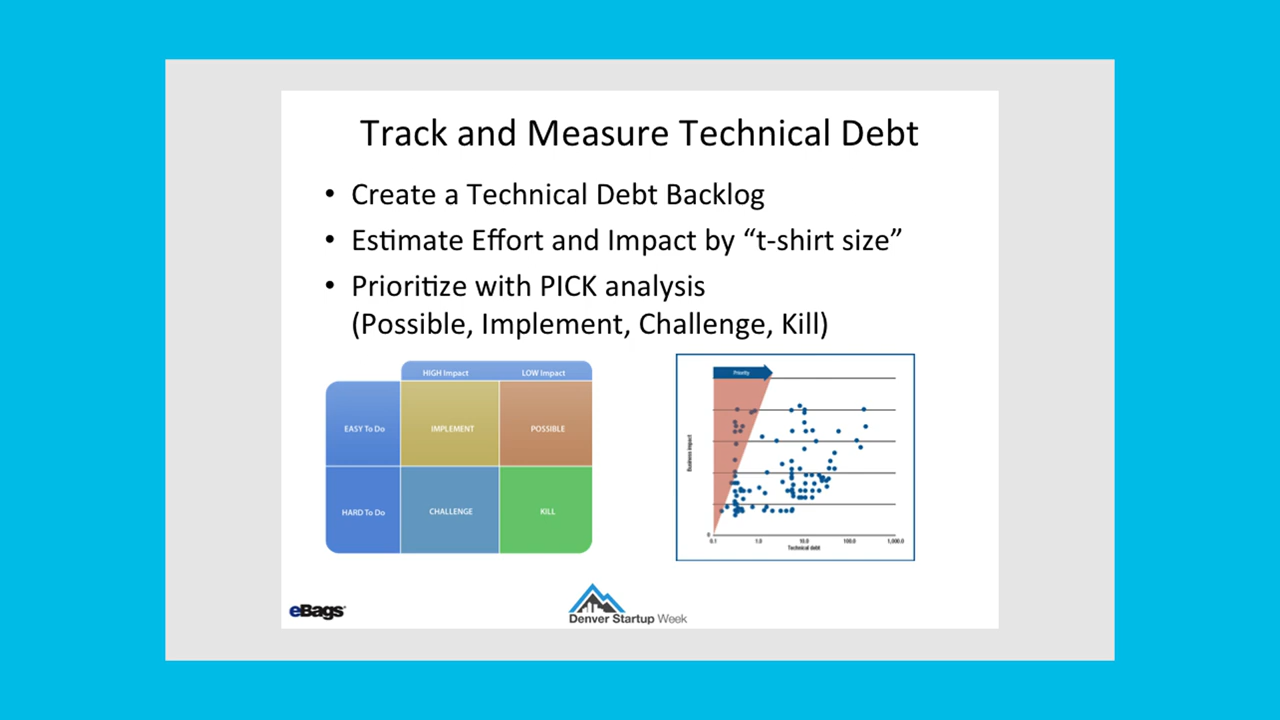 Track and Measure Technical Debt
• Create a Technical Debt Backlog
• Estimate Effort and Impact by “t-shirt size”
• Prioritize with PICK analysis
(Possible, Implement, Challenge, Kill)
HIGH Impact LOW Impact
EASY To Do IMPLEMENT POSSIBLE
HARD To Do CHALLENGE KILL
Priority
Business impact
0
0.1 1.0 10.0 100.0 1,000.0
Technical debt
eBags
Denver Startup Week